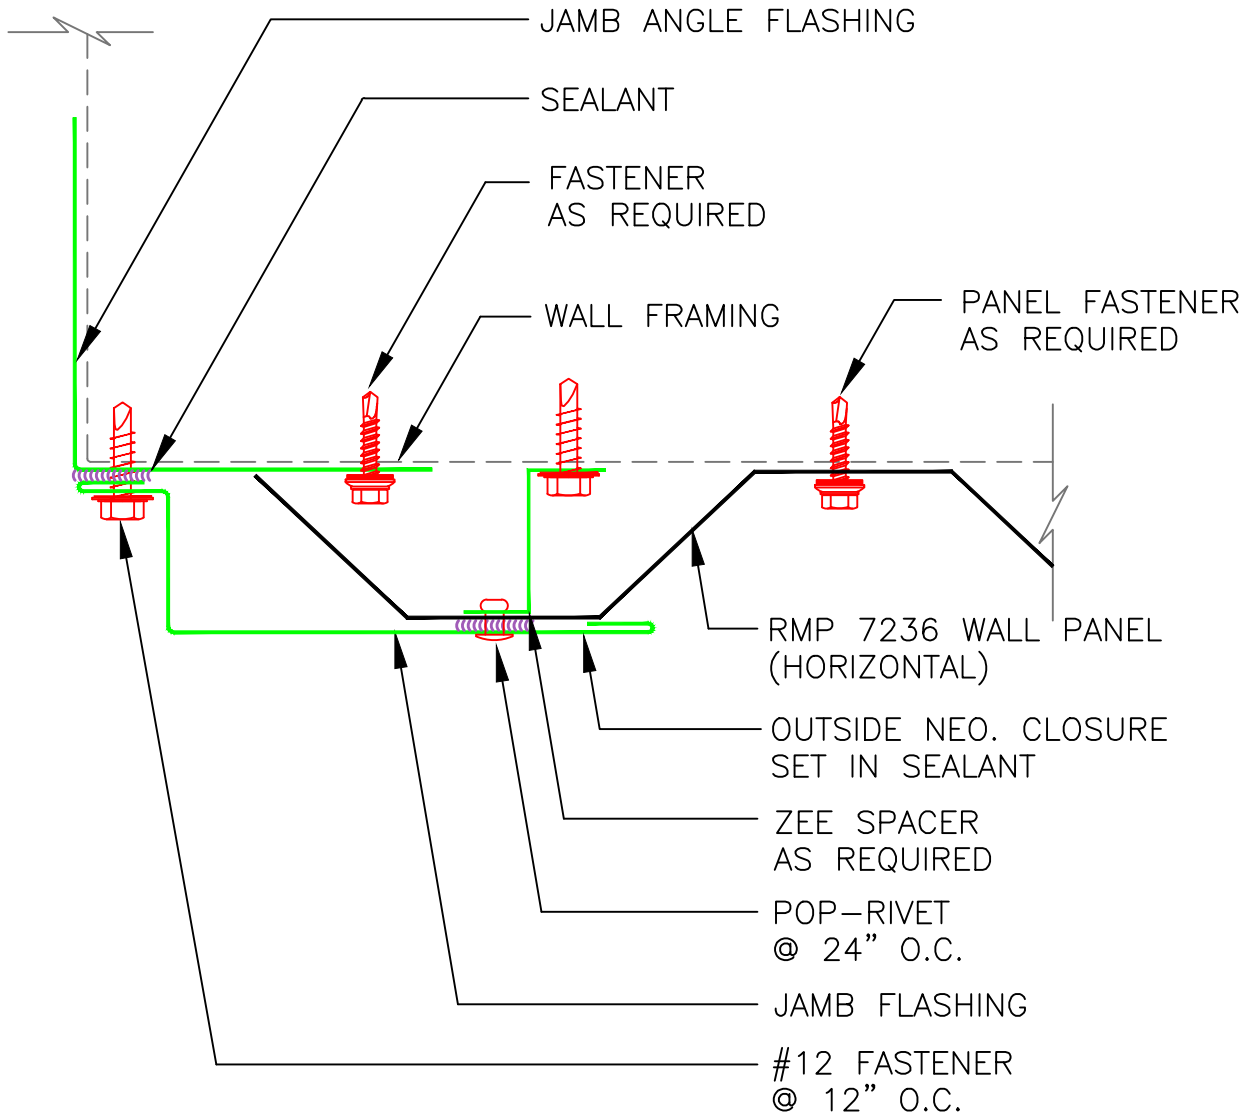 JAMB ANGLE FLASHING
SEALANT
FASTENER
AS REQUIRED
WALL FRAMING
PANEL FASTENER
AS REQUIRED
RMP 7236 WALL PANEL
(HORIZONTAL)
OUTSIDE NEO. CLOSURE
SET IN SEALANT
ZEE SPACER
AS REQUIRED
POP-RIVET
@ 24” O.C.
JAMB FLASHING
#12 FASTENER
@ 12” O.C.